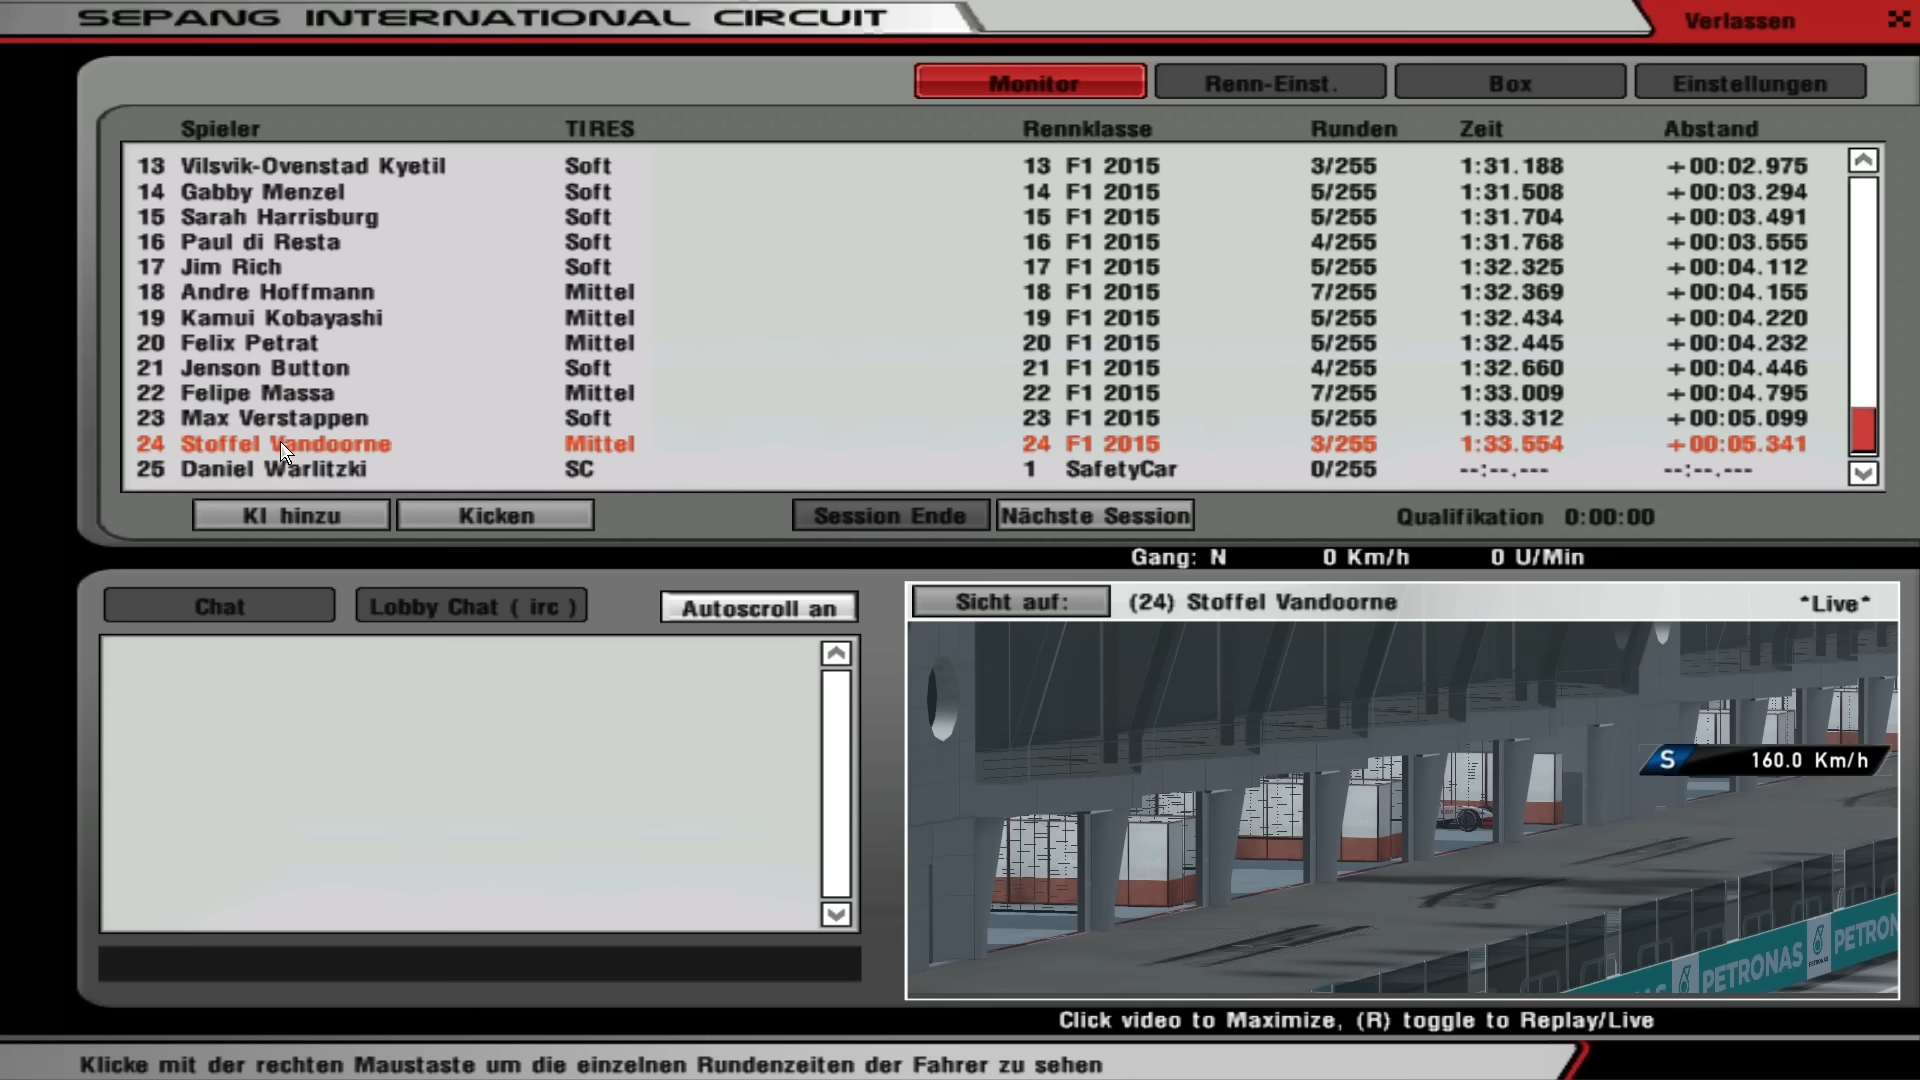 SEPANG INTERNATIONAL CIRCUIT Verlassen
Monitor Renn-Einst. Box Einstellungen
Spieler TIRES Rennklasse Runden Zeit Abstand
13 Vilsvik-Ovenstad Kyetil Soft 13 F1 2015 3/255 1:31.188 +00:02.975
14 Gabby Menzel Soft 14 F1 2015 5/255 1:31.508 +00:03.294
15 Sarah Harrisburg Soft 15 F1 2015 5/255 1:31.704 +00:03.491
16 Paul di Resta Soft 16 F1 2015 4/255 1:31.768 +00:03.555
17 Jim Rich Soft 17 F1 2015 5/255 1:32.325 +00:04.112
18 Andre Hoffmann Mittel 18 F1 2015 7/255 1:32.369 +00:04.155
19 Kamui Kobayashi Mittel 19 F1 2015 5/255 1:32.434 +00:04.220
20 Felix Petrat Mittel 20 F1 2015 5/255 1:32.445 +00:04.232
21 Jenson Button Soft 21 F1 2015 4/255 1:32.660 +00:04.446
22 Felipe Massa Mittel 22 F1 2015 7/255 1:33.009 +00:04.795
23 Max Verstappen Soft 23 F1 2015 5/255 1:33.312 +00:05.099
24 Stoffel Vandoorne Mittel 24 F1 2015 3/255 1:33.554 +00:05.341
25 Daniel Warlitzki SC 1 SafetyCar 0/255 --:--.--- --:--.---
KI hinzu Kicken Session Ende Nächste Session Qualifikation 0:00:00
Gang: N 0 Km/h 0 U/Min
Chat Lobby Chat ( irc ) Autoscroll an
Sicht auf: (24) Stoffel Vandoorne *Live*
S 160.0 Km/h
PETRONAS PETRONAS PETRON
Click video to Maximize, (R) toggle to Replay/Live
Klicke mit der rechten Maustaste um die einzelnen Rundenzeiten der Fahrer zu sehen